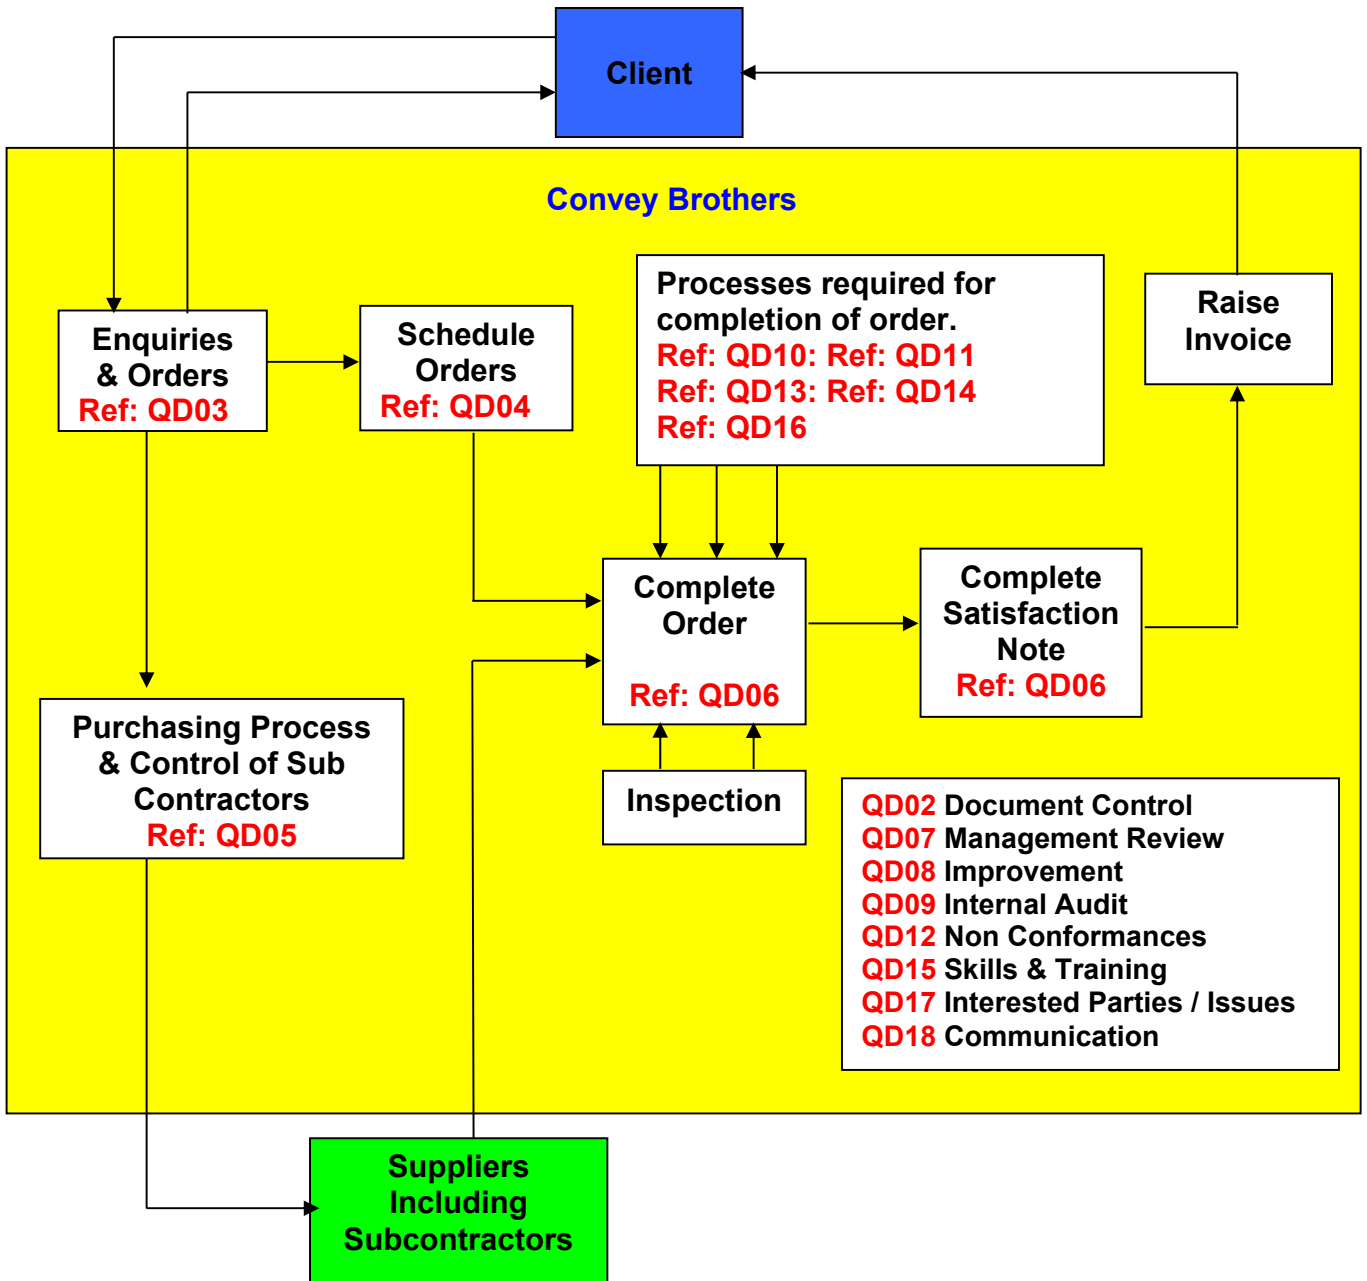 Client
Convey Brothers
Enquiries
& Orders
Ref: QD03
Schedule
Orders
Ref: QD04
Processes required for
completion of order.
Ref: QD10: Ref: QD11
Ref: QD13: Ref: QD14
Ref: QD16
Raise
Invoice
Complete
Order
Ref: QD06
Complete
Satisfaction
Note
Ref: QD06
Purchasing Process
& Control of Sub
Contractors
Ref: QD05
Inspection
QD02 Document Control
QD07 Management Review
QD08 Improvement
QD09 Internal Audit
QD12 Non Conformances
QD15 Skills & Training
QD17 Interested Parties / Issues
QD18 Communication
Suppliers
Including
Subcontractors